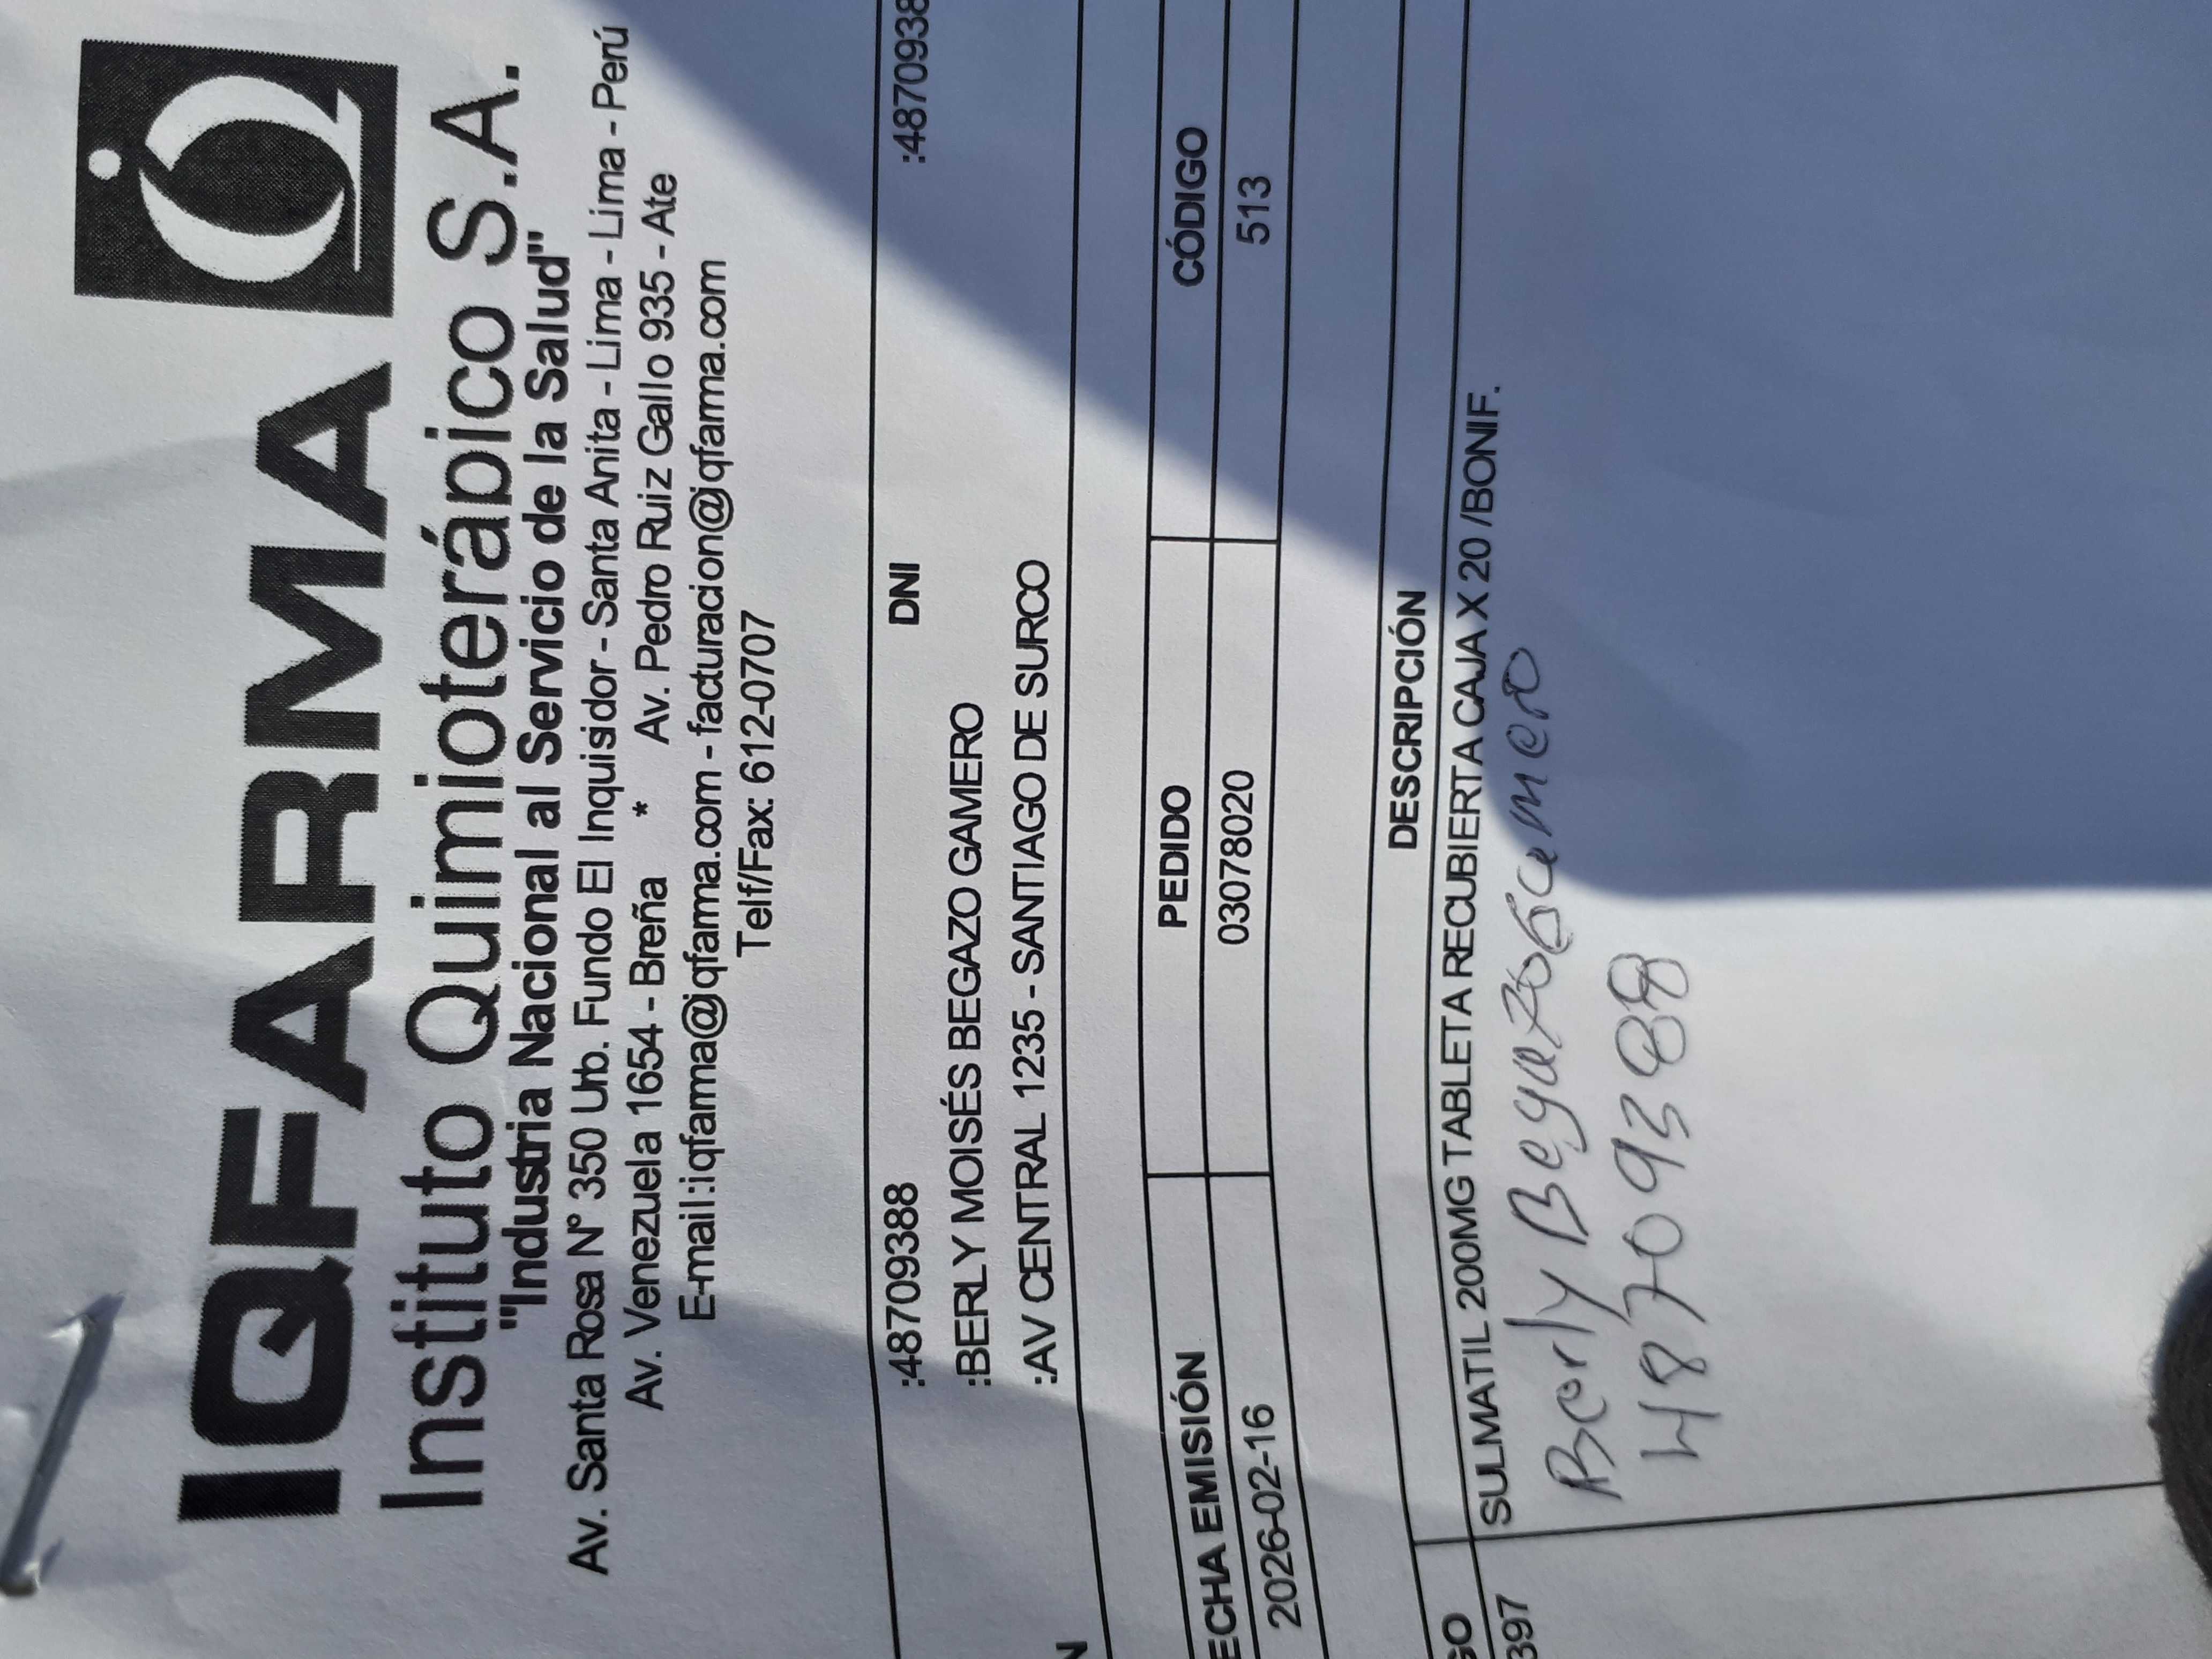 IQFARMA
Instituto Quimioterápico S.A.
"Industria Nacional al Servicio de la Salud"
Av. Santa Rosa N° 350 Urb. Fundo El Inquisidor - Santa Anita - Lima - Lima - Perú
Av. Venezuela 1654 - Breña * Av. Pedro Ruiz Gallo 935 - Ate
E-mail:iqfarma@iqfarma.com - facturacion@iqfarma.com
Telf/Fax: 612-0707
:48709388 DNI :4870938
:BERLY MOISÉS BEGAZO GAMERO
:AV CENTRAL 1235 - SANTIAGO DE SURCO
N
ECHA EMISIÓN PEDIDO CÓDIGO
2026-02-16 03078020 513
GO DESCRIPCIÓN
397 SULMATIL 200MG TABLETA RECUBIERTA CAJA X 20 /BONIF.
Berly Begazo Gamero
48709388